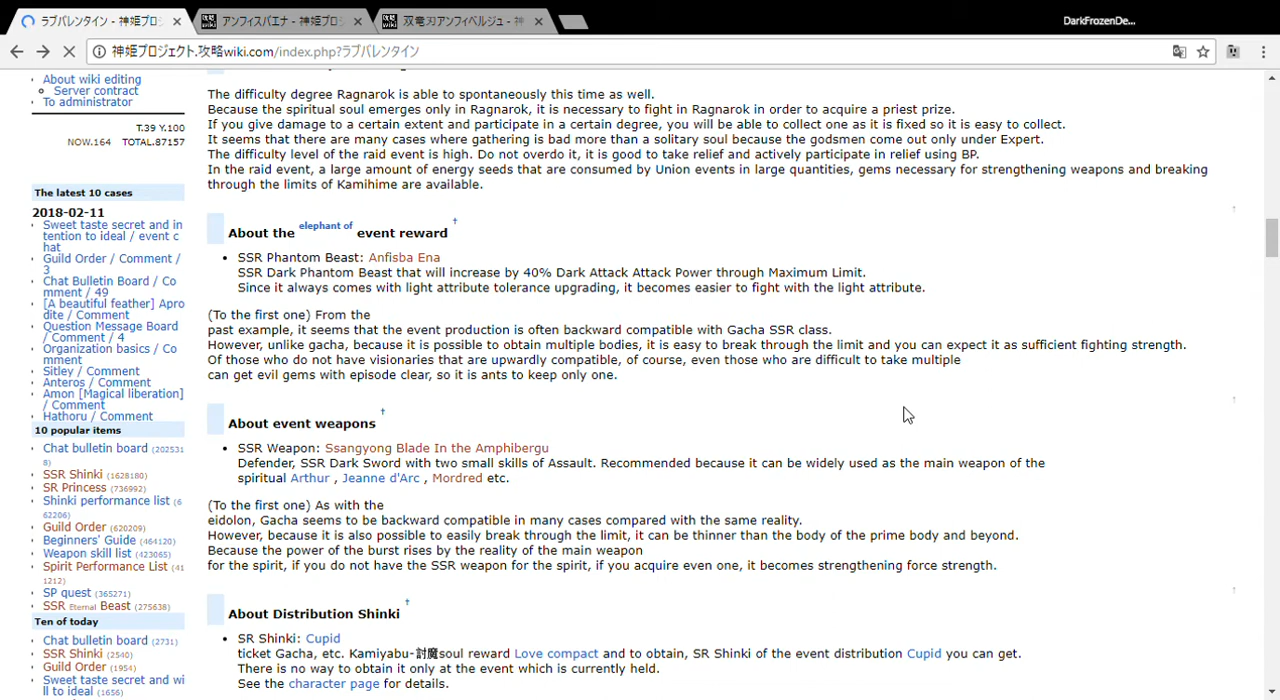 ラブバレンタイン - 神姫プロジ
アンフィスバエナ - 神姫プロジ
双竜刃アンフィベルジュ - 神
DarkFrozenDe...
神姫プロジェクト.攻略wiki.com/index.php?ラブバレンタイン
About wiki editing
Server contract
To administrator
T.39 Y.100
NOW.164 TOTAL.87157
The latest 10 cases
2018-02-11
Sweet taste secret and in
tention to ideal / event c
hat
Guild Order / Comment /
3
Chat Bulletin Board / Co
mment / 49
[A beautiful feather] Apro
dite / Comment
Question Message Board
/ Comment / 4
Organization basics / Co
mment
Sitley / Comment
Anteros / Comment
Amon [Magical liberation]
/ Comment
Hathoru / Comment
10 popular items
Chat bulletin board (202531
8)
SSR Shinki (1628180)
SR Princess (736992)
Shinki performance list (6
62206)
Guild Order (620209)
Beginners' Guide (464120)
Weapon skill list (423065)
Spirit Performance List (41
1212)
SP quest (365271)
SSR Eternal Beast (275638)
Ten of today
Chat bulletin board (2731)
SSR Shinki (2540)
Guild Order (1954)
Sweet taste secret and wi
ll to ideal (1656)
The difficulty degree Ragnarok is able to spontaneously this time as well.
Because the spiritual soul emerges only in Ragnarok, it is necessary to fight in Ragnarok in order to acquire a priest prize.
If you give damage to a certain extent and participate in a certain degree, you will be able to collect one as it is fixed so it is easy to collect.
It seems that there are many cases where gathering is bad more than a solitary soul because the godsmen come out only under Expert.
The difficulty level of the raid event is high. Do not overdo it, it is good to take relief and actively participate in relief using BP.
In the raid event, a large amount of energy seeds that are consumed by Union events in large quantities, gems necessary for strengthening weapons and breaking
through the limits of Kamihime are available.
↑
About the elephant of event reward †
• SSR Phantom Beast: Anfisba Ena
SSR Dark Phantom Beast that will increase by 40% Dark Attack Attack Power through Maximum Limit.
Since it always comes with light attribute tolerance upgrading, it becomes easier to fight with the light attribute.
(To the first one) From the
past example, it seems that the event production is often backward compatible with Gacha SSR class.
However, unlike gacha, because it is possible to obtain multiple bodies, it is easy to break through the limit and you can expect it as sufficient fighting strength.
Of those who do not have visionaries that are upwardly compatible, of course, even those who are difficult to take multiple
can get evil gems with episode clear, so it is ants to keep only one.
↑
About event weapons †
• SSR Weapon: Ssangyong Blade In the Amphibergu
Defender, SSR Dark Sword with two small skills of Assault. Recommended because it can be widely used as the main weapon of the
spiritual Arthur , Jeanne d'Arc , Mordred etc.
(To the first one) As with the
eidolon, Gacha seems to be backward compatible in many cases compared with the same reality.
However, because it is also possible to easily break through the limit, it can be thinner than the body of the prime body and beyond.
Because the power of the burst rises by the reality of the main weapon
for the spirit, if you do not have the SSR weapon for the spirit, if you acquire even one, it becomes strengthening force strength.
↑
About Distribution Shinki †
• SR Shinki: Cupid
ticket Gacha, etc. Kamiyabu-討魔soul reward Love compact and to obtain, SR Shinki of the event distribution Cupid you can get.
There is no way to obtain it only at the event which is currently held.
See the character page for details.